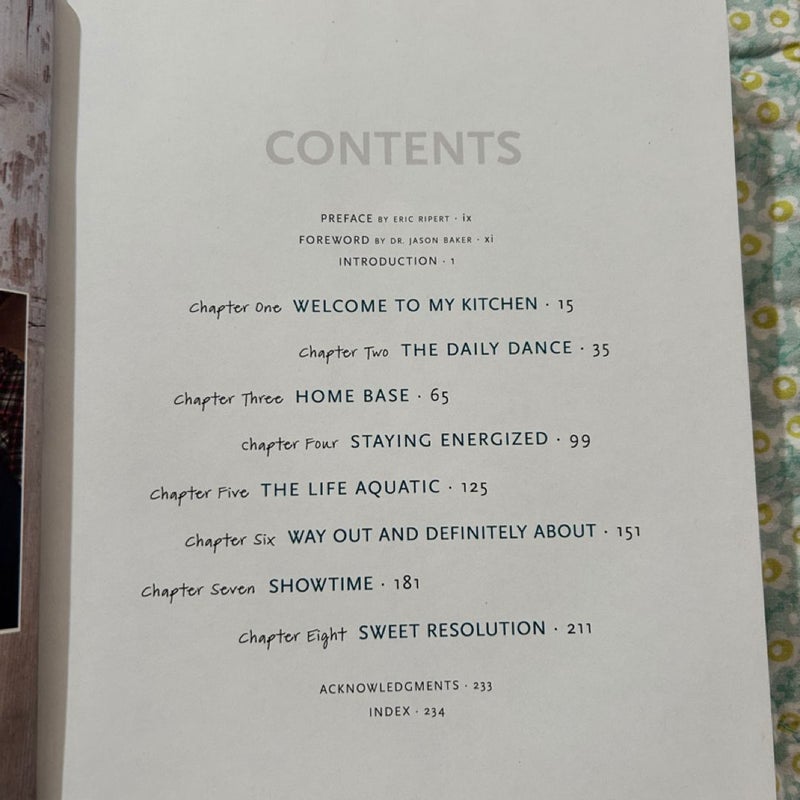 CONTENTS
PREFACE BY ERIC RIPERT · ix
FOREWORD BY DR. JASON BAKER · xi
INTRODUCTION · 1
Chapter One WELCOME TO MY KITCHEN · 15
Chapter Two THE DAILY DANCE · 35
Chapter Three HOME BASE · 65
Chapter Four STAYING ENERGIZED · 99
Chapter Five THE LIFE AQUATIC · 125
Chapter Six WAY OUT AND DEFINITELY ABOUT · 151
Chapter Seven SHOWTIME · 181
Chapter Eight SWEET RESOLUTION · 211
ACKNOWLEDGMENTS · 233
INDEX · 234